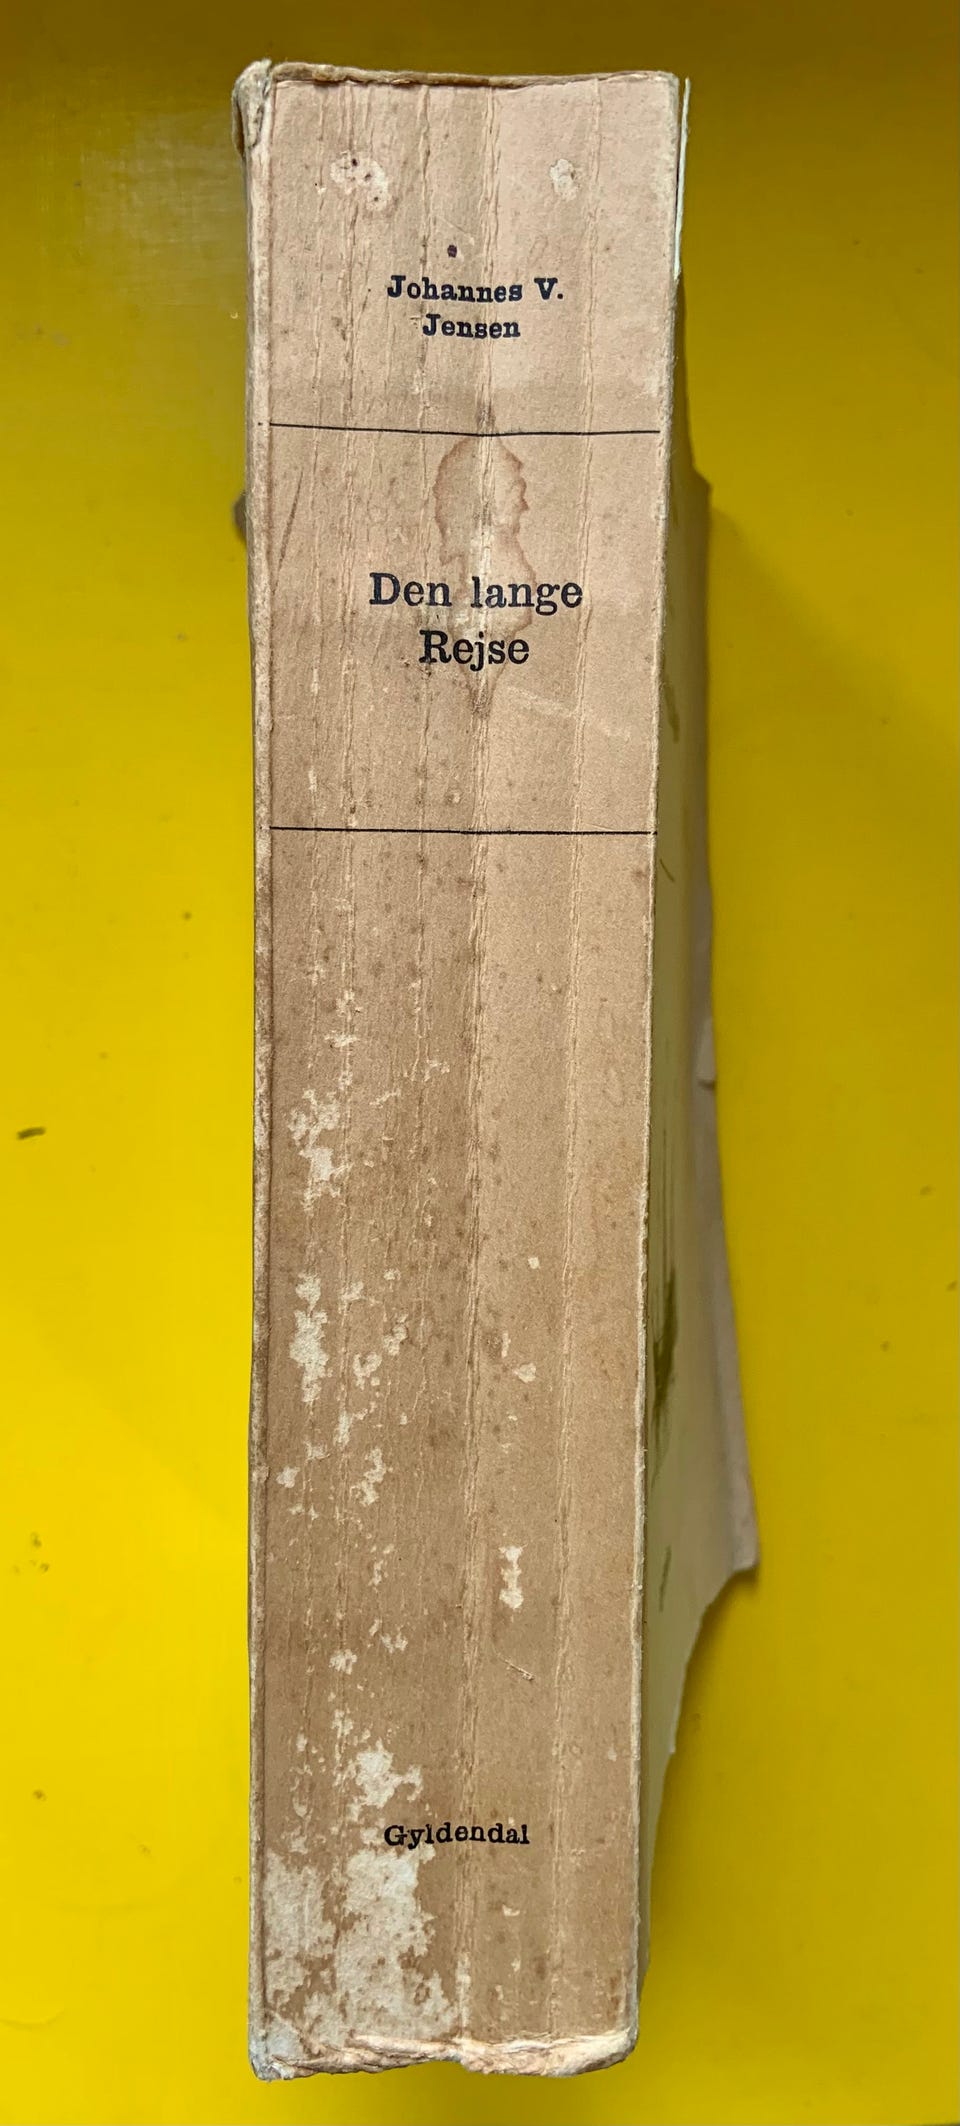 Johannes V.
Jensen
Den lange
Rejse
Gyldendal